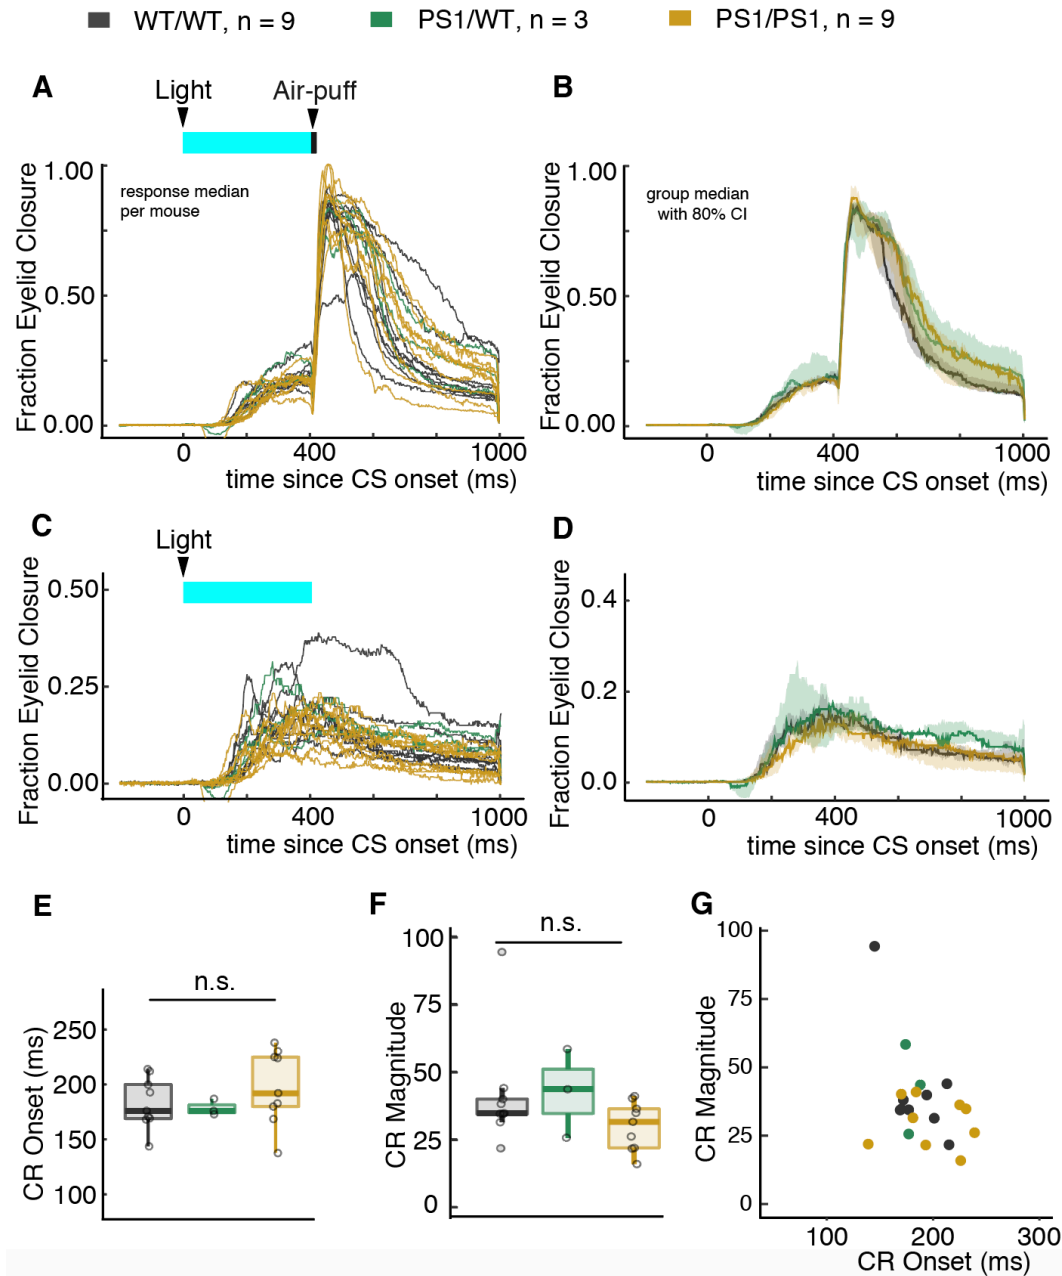 WT/WT, n = 9 PS1/WT, n = 3 PS1/PS1, n = 9
A
Light Air-puff
response median
per mouse
Fraction Eyelid Closure
1.00
0.50
0.00
0 400 1000
time since CS onset (ms)
B
group median
with 80% CI
Fraction Eyelid Closure
1.00
0.50
0.00
0 400 1000
time since CS onset (ms)
C
Light
Fraction Eyelid Closure
0.50
0.25
0.00
0 400 1000
time since CS onset (ms)
D
Fraction Eyelid Closure
0.4
0.2
0.0
0 400 1000
time since CS onset (ms)
E
n.s.
CR Onset (ms)
250
200
150
100
F
n.s.
CR Magnitude
100
75
50
25
0
G
CR Magnitude
100
75
50
25
0
100 200 300
CR Onset (ms)